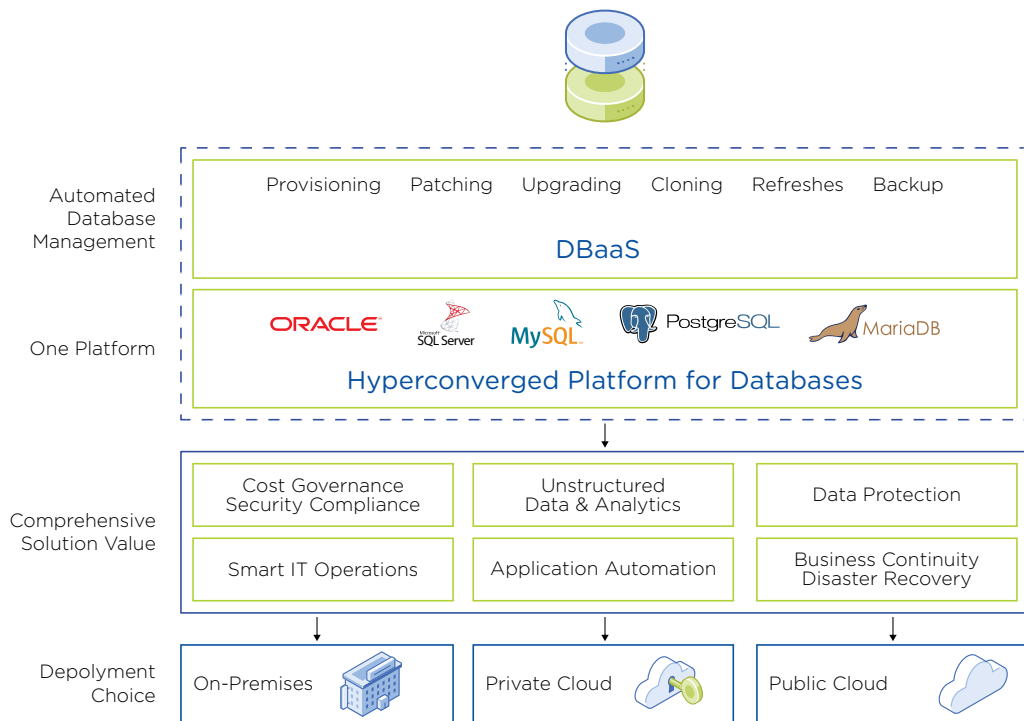 Automated
Database
Management
Provisioning Patching Upgrading Cloning Refreshes Backup
DBaaS
One Platform
ORACLE
Microsoft
SQL Server
MySQL
PostgreSQL
MariaDB
Hyperconverged Platform for Databases
Comprehensive
Solution Value
Cost Governance
Security Compliance
Unstructured
Data & Analytics
Data Protection
Smart IT Operations
Application Automation
Business Continuity
Disaster Recovery
Depolyment
Choice
On-Premises
Private Cloud
Public Cloud